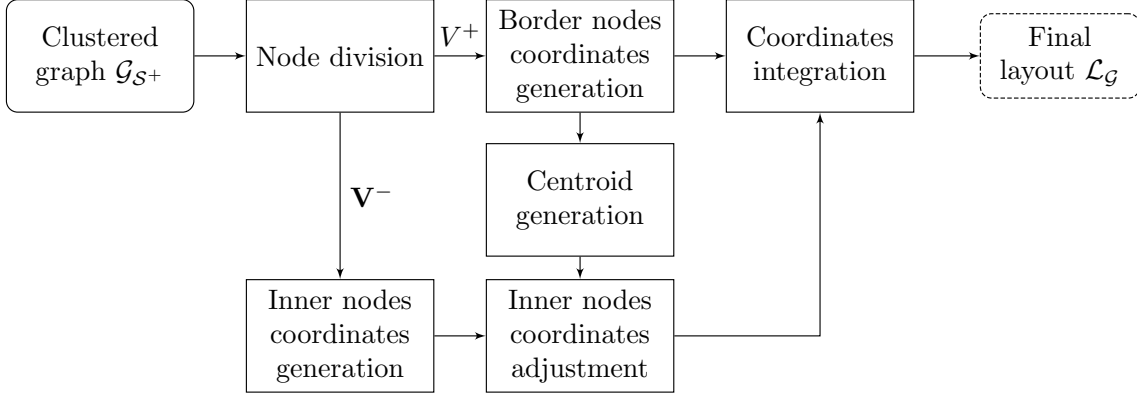 Clustered
graph 𝒢_{𝒮⁺}
Node division
V⁺
Border nodes
coordinates
generation
Coordinates
integration
Final
layout ℒ_𝒢
𝐕⁻
Centroid
generation
Inner nodes
coordinates
generation
Inner nodes
coordinates
adjustment